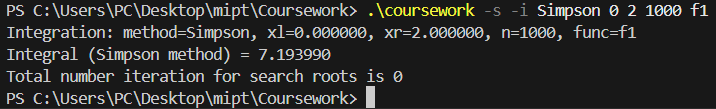 PS C:\Users\PC\Desktop\mipt\Coursework> .\coursework -s -i Simpson 0 2 1000 f1
Integration: method=Simpson, xl=0.000000, xr=2.000000, n=1000, func=f1
Integral (Simpson method) = 7.193990
Total number iteration for search roots is 0
PS C:\Users\PC\Desktop\mipt\Coursework>